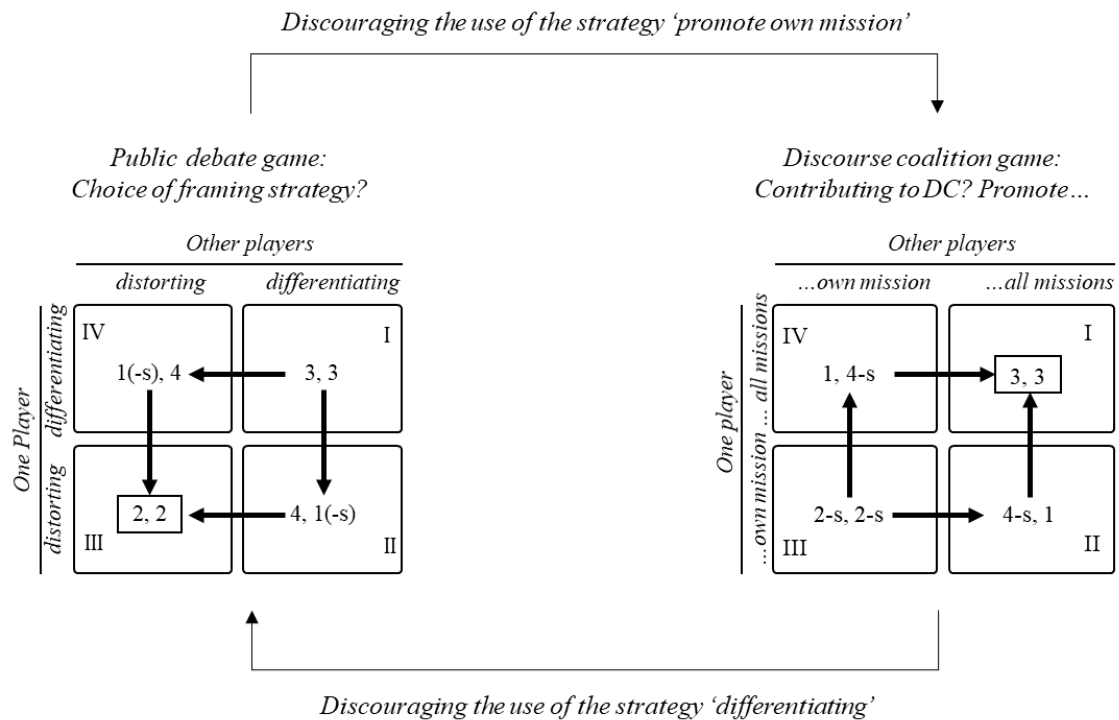 Discouraging the use of the strategy ‘promote own mission’
Public debate game:
Choice of framing strategy?
Other players
distorting differentiating
One Player
differentiating
distorting
IV
1(-s), 4
I
3, 3
2, 2
III
4, 1(-s)
II
Discourse coalition game:
Contributing to DC? Promote…
Other players
…own mission …all missions
One player
…own mission … all missions
IV
1, 4-s
I
3, 3
2-s, 2-s
III
4-s, 1
II
Discouraging the use of the strategy ‘differentiating’